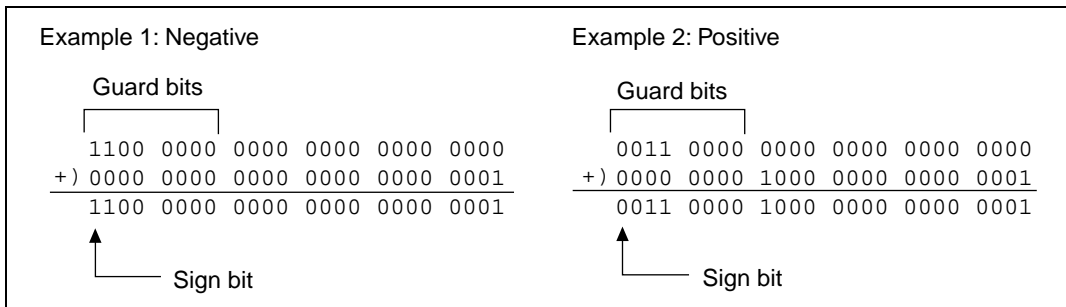 Example 1: Negative
Guard bits
1100 0000 0000 0000 0000 0000
+) 0000 0000 0000 0000 0000 0001
1100 0000 0000 0000 0000 0001
Sign bit
Example 2: Positive
Guard bits
0011 0000 0000 0000 0000 0000
+) 0000 0000 1000 0000 0000 0001
0011 0000 1000 0000 0000 0001
Sign bit